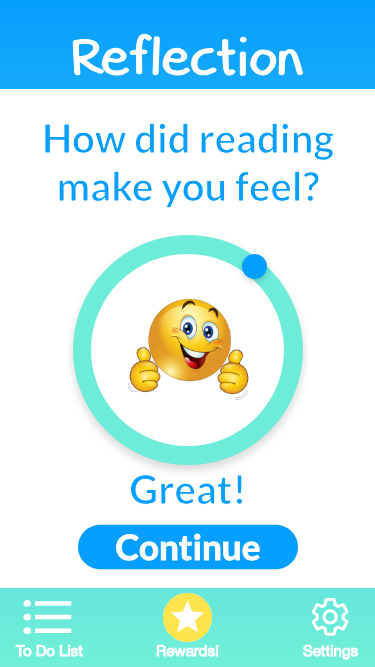 Reflection
How did reading
make you feel?
Great!
Continue
To Do List
Rewards!
Settings